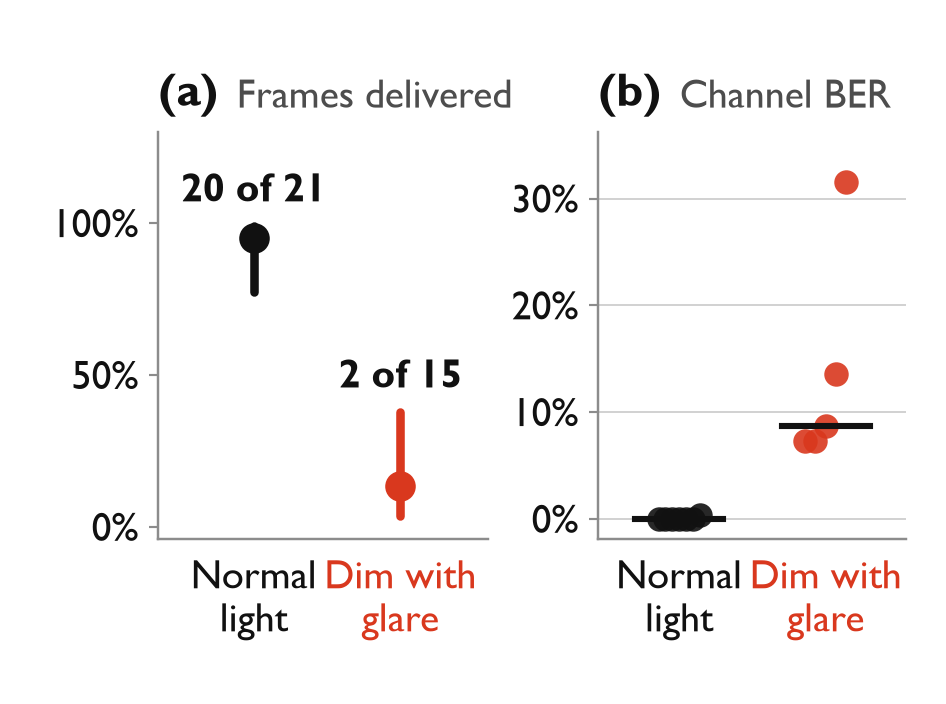 (a) Frames delivered
20 of 21
100%
50%
2 of 15
0%
Normal light
Dim with glare
(b) Channel BER
30%
20%
10%
0%
Normal light
Dim with glare